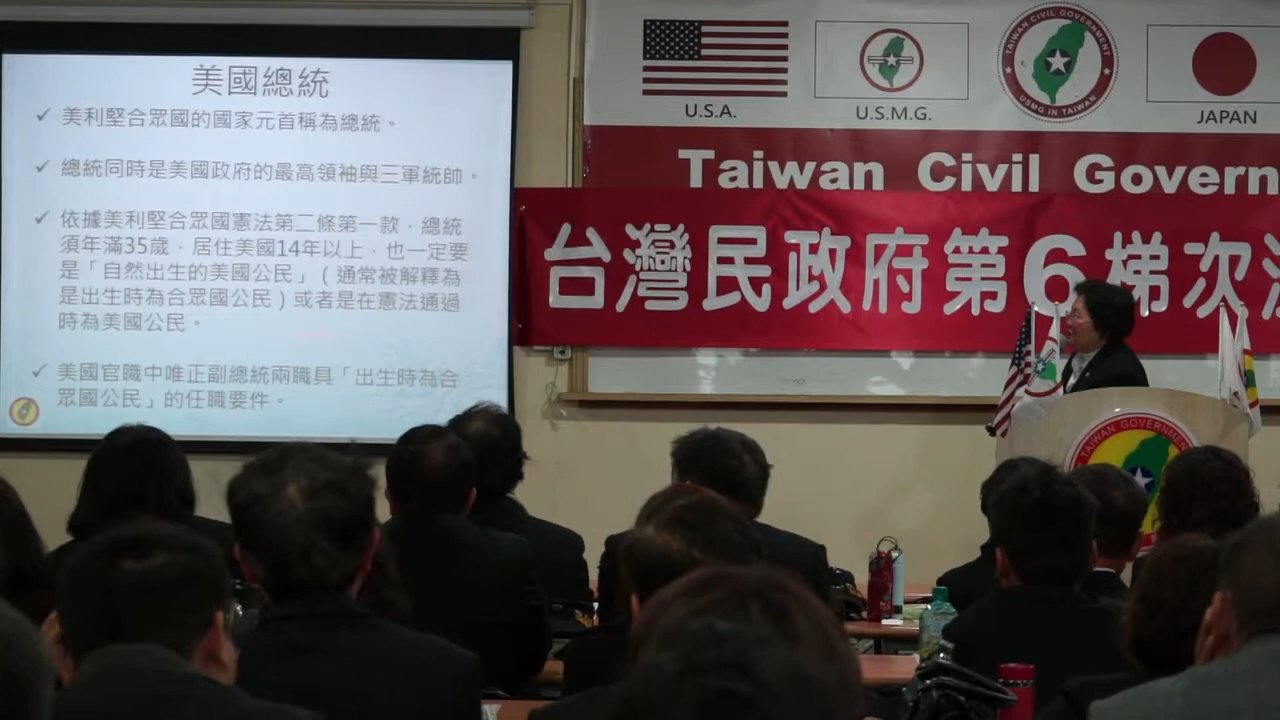 美國總統
✓ 美利堅合眾國的國家元首稱為總統。
✓ 總統同時是美國政府的最高領袖與三軍統帥。
✓ 依據美利堅合眾國憲法第二條第一款，總統
須年滿35歲，居住美國14年以上，也一定要
是「自然出生的美國公民」（通常被解釋為
是出生時為合眾國公民）或者是在憲法通過
時為美國公民。
✓ 美國官職中唯正副總統兩職具「出生時為合
眾國公民」的任職要件。
U.S.A.
U.S.M.G.
TAIWAN CIVIL GOVERNMENT
USMG IN TAIWAN
JAPAN
Taiwan Civil Governm
台灣民政府第6梯次
TAIWAN GOVERNMENT